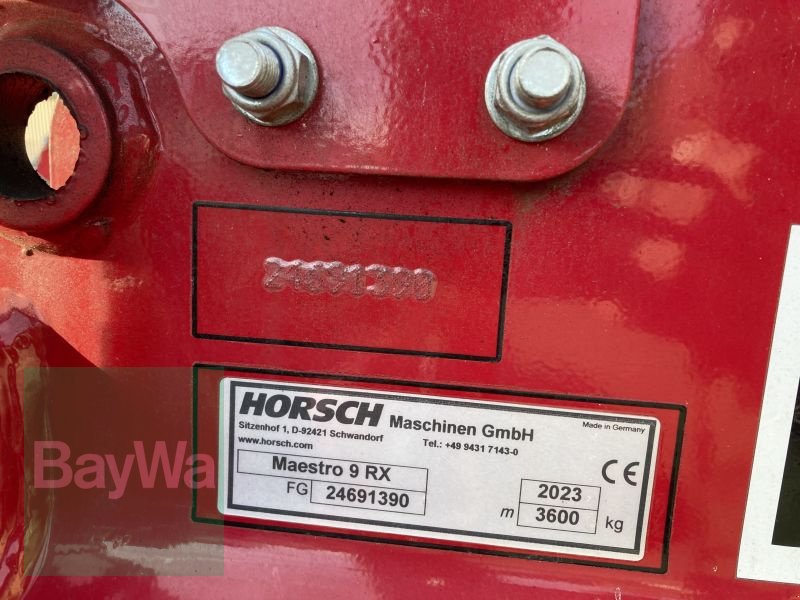 24691390
HORSCH Maschinen GmbH
Made in Germany
Sitzenhof 1, D-92421 Schwandorf
Tel.: +49 9431 7143-0
www.horsch.com
Maestro 9 RX
FG 24691390
2023
m 3600 kg
CE
BayWa